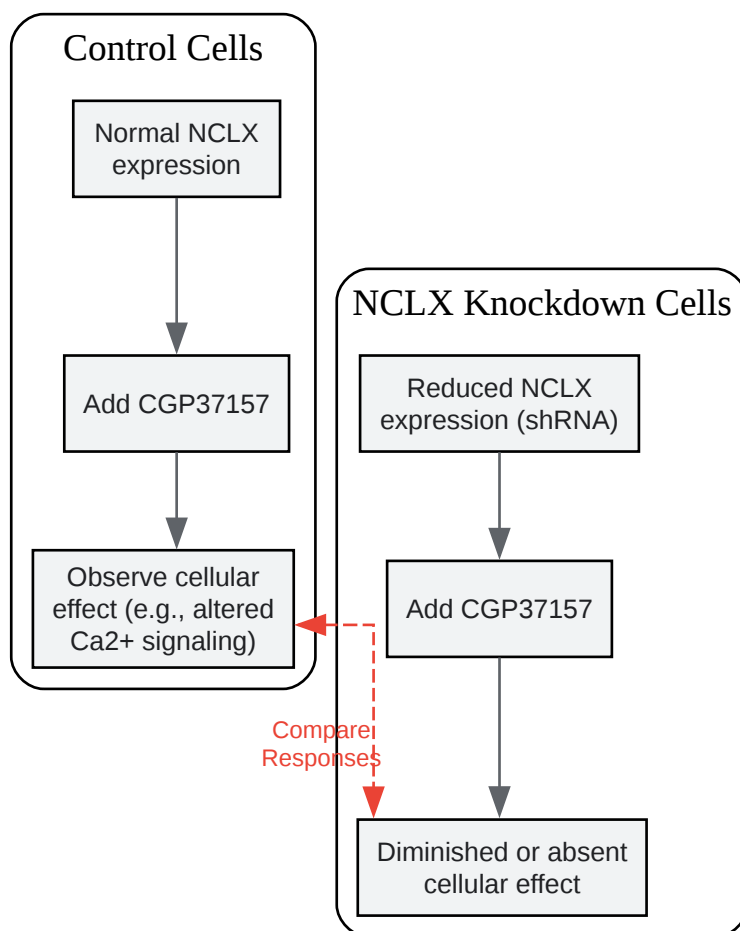 Control Cells
Normal NCLX
expression
Add CGP37157
Observe cellular
effect (e.g., altered
Ca2+ signaling)
Compare
Responses
NCLX Knockdown Cells
Reduced NCLX
expression (shRNA)
Add CGP37157
Diminished or absent
cellular effect